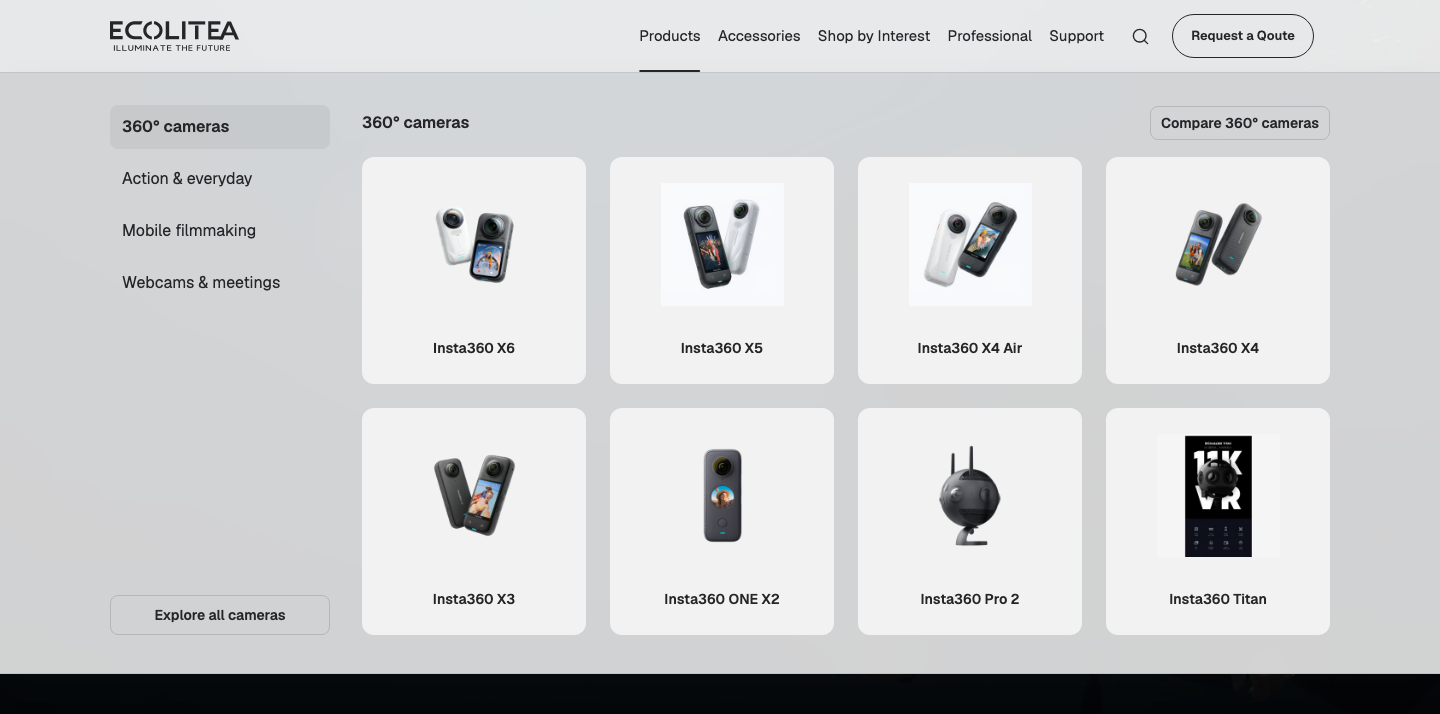 ECOLITEA
ILLUMINATE THE FUTURE
Products
Accessories
Shop by Interest
Professional
Support
Request a Qoute
360° cameras
Action & everyday
Mobile filmmaking
Webcams & meetings
Explore all cameras
360° cameras
Compare 360° cameras
Insta360 X6
Insta360 X5
Insta360 X4 Air
Insta360 X4
Insta360 X3
Insta360 ONE X2
Insta360 Pro 2
11K
VR
Insta360 Titan